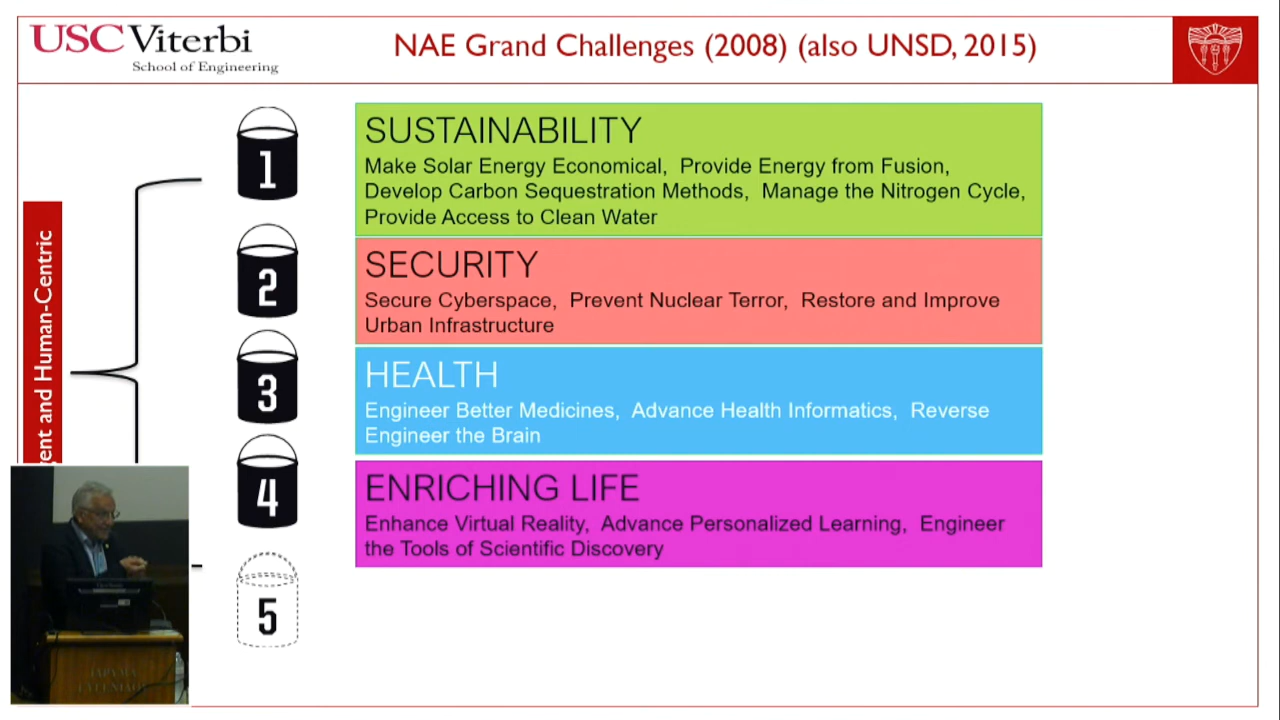 USC Viterbi
School of Engineering
NAE Grand Challenges (2008) (also UNSD, 2015)
1
SUSTAINABILITY
Make Solar Energy Economical, Provide Energy from Fusion,
Develop Carbon Sequestration Methods, Manage the Nitrogen Cycle,
Provide Access to Clean Water
2
SECURITY
Secure Cyberspace, Prevent Nuclear Terror, Restore and Improve
Urban Infrastructure
3
HEALTH
Engineer Better Medicines, Advance Health Informatics, Reverse
Engineer the Brain
4
ENRICHING LIFE
Enhance Virtual Reality, Advance Personalized Learning, Engineer
the Tools of Scientific Discovery
5
and Human-Centric